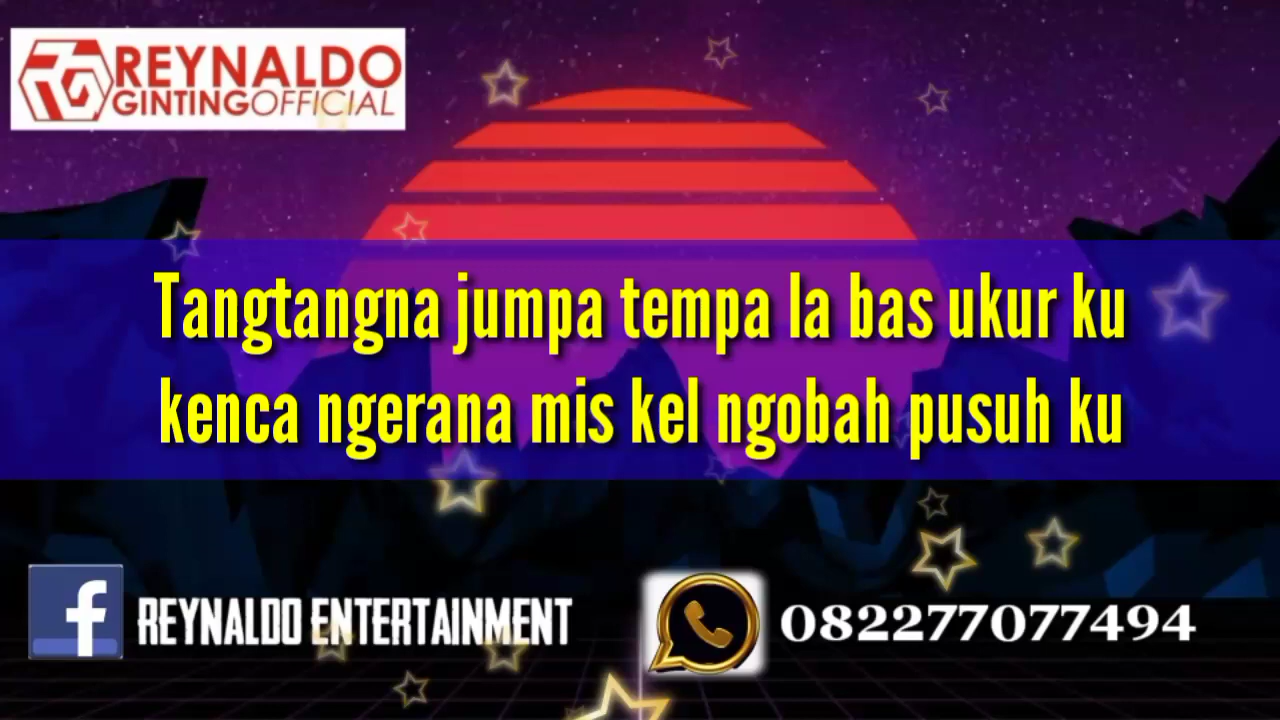 REYNALDO
GINTINGOFFICIAL
Tangtangna jumpa tempa la bas ukur ku
kenca ngerana mis kel ngobah pusuh ku
REYNALDO ENTERTAINMENT
082277077494